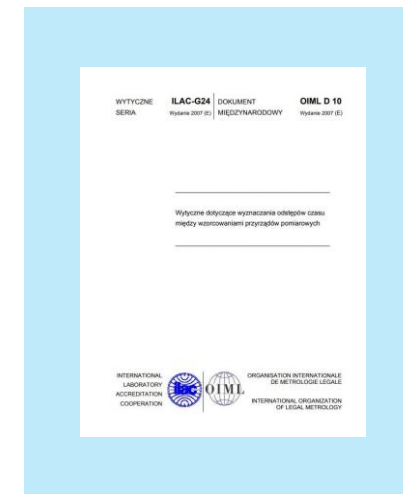 WYTYCZNE
SERIA
ILAC-G24
Wydanie 2007 (E)
DOKUMENT
MIĘDZYNARODOWY
OIML D 10
Wydanie 2007 (E)
Wytyczne dotyczące wyznaczania odstępów czasu
między wzorcowaniami przyrządów pomiarowych
INTERNATIONAL
LABORATORY
ACCREDITATION
COOPERATION
ilac
OIML
ORGANISATION INTERNATIONALE
DE METROLOGIE LEGALE
INTERNATIONAL ORGANIZATION
OF LEGAL METROLOGY